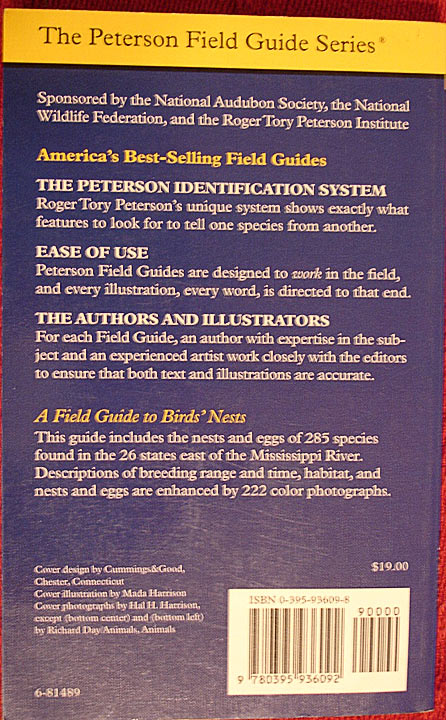 The Peterson Field Guide Series®
Sponsored by the National Audubon Society, the National
Wildlife Federation, and the Roger Tory Peterson Institute
America's Best-Selling Field Guides
THE PETERSON IDENTIFICATION SYSTEM
Roger Tory Peterson's unique system shows exactly what
features to look for to tell one species from another.
EASE OF USE
Peterson Field Guides are designed to work in the field,
and every illustration, every word, is directed to that end.
THE AUTHORS AND ILLUSTRATORS
For each Field Guide, an author with expertise in the sub-
ject and an experienced artist work closely with the editors
to ensure that both text and illustrations are accurate.
A Field Guide to Birds' Nests
This guide includes the nests and eggs of 285 species
found in the 26 states east of the Mississippi River.
Descriptions of breeding range and time, habitat, and
nests and eggs are enhanced by 222 color photographs.
Cover design by Cummings&Good,
Chester, Connecticut
Cover illustration by Mada Harrison
Cover photographs by Hal H. Harrison,
except (bottom center) and (bottom left)
by Richard Day/Animals, Animals
6-81489
$19.00
ISBN 0-395-93609-8
90000
9 780395 936092